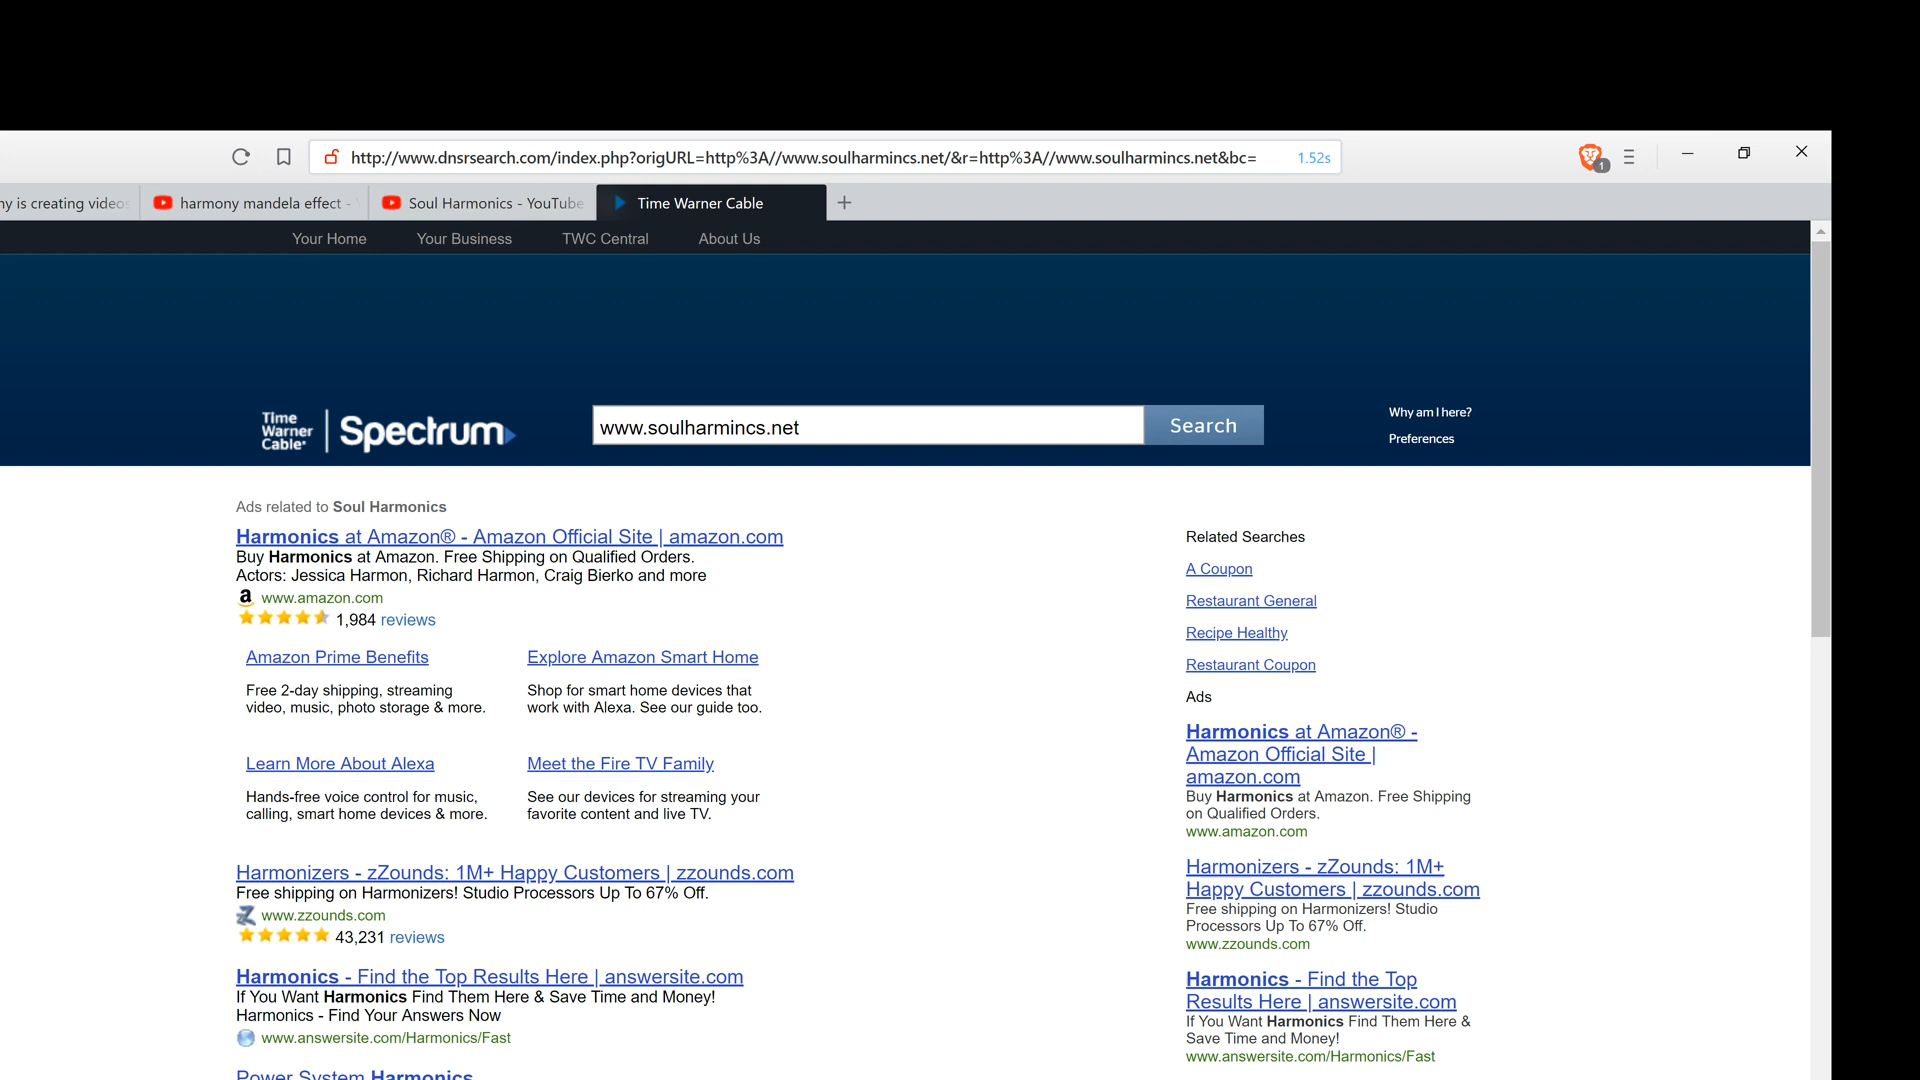 http://www.dnsrsearch.com/index.php?origURL=http%3A//www.soulharmincs.net/&r=http%3A//www.soulharmincs.net&bc=
1.52s
1
ny is creating videos
harmony mandela effect -
Soul Harmonics - YouTube
Time Warner Cable
Your Home
Your Business
TWC Central
About Us
Time
Warner
Cable
Spectrum
www.soulharmincs.net
Search
Why am I here?
Preferences
Ads related to Soul Harmonics
Harmonics at Amazon® - Amazon Official Site | amazon.com
Buy Harmonics at Amazon. Free Shipping on Qualified Orders.
Actors: Jessica Harmon, Richard Harmon, Craig Bierko and more
a www.amazon.com
1,984 reviews
Amazon Prime Benefits
Free 2-day shipping, streaming
video, music, photo storage & more.
Explore Amazon Smart Home
Shop for smart home devices that
work with Alexa. See our guide too.
Learn More About Alexa
Hands-free voice control for music,
calling, smart home devices & more.
Meet the Fire TV Family
See our devices for streaming your
favorite content and live TV.
Harmonizers - zZounds: 1M+ Happy Customers | zzounds.com
Free shipping on Harmonizers! Studio Processors Up To 67% Off.
www.zzounds.com
43,231 reviews
Harmonics - Find the Top Results Here | answersite.com
If You Want Harmonics Find Them Here & Save Time and Money!
Harmonics - Find Your Answers Now
www.answersite.com/Harmonics/Fast
Power System Harmonics
Related Searches
A Coupon
Restaurant General
Recipe Healthy
Restaurant Coupon
Ads
Harmonics at Amazon® -
Amazon Official Site |
amazon.com
Buy Harmonics at Amazon. Free Shipping
on Qualified Orders.
www.amazon.com
Harmonizers - zZounds: 1M+
Happy Customers | zzounds.com
Free shipping on Harmonizers! Studio
Processors Up To 67% Off.
www.zzounds.com
Harmonics - Find the Top
Results Here | answersite.com
If You Want Harmonics Find Them Here &
Save Time and Money!
www.answersite.com/Harmonics/Fast